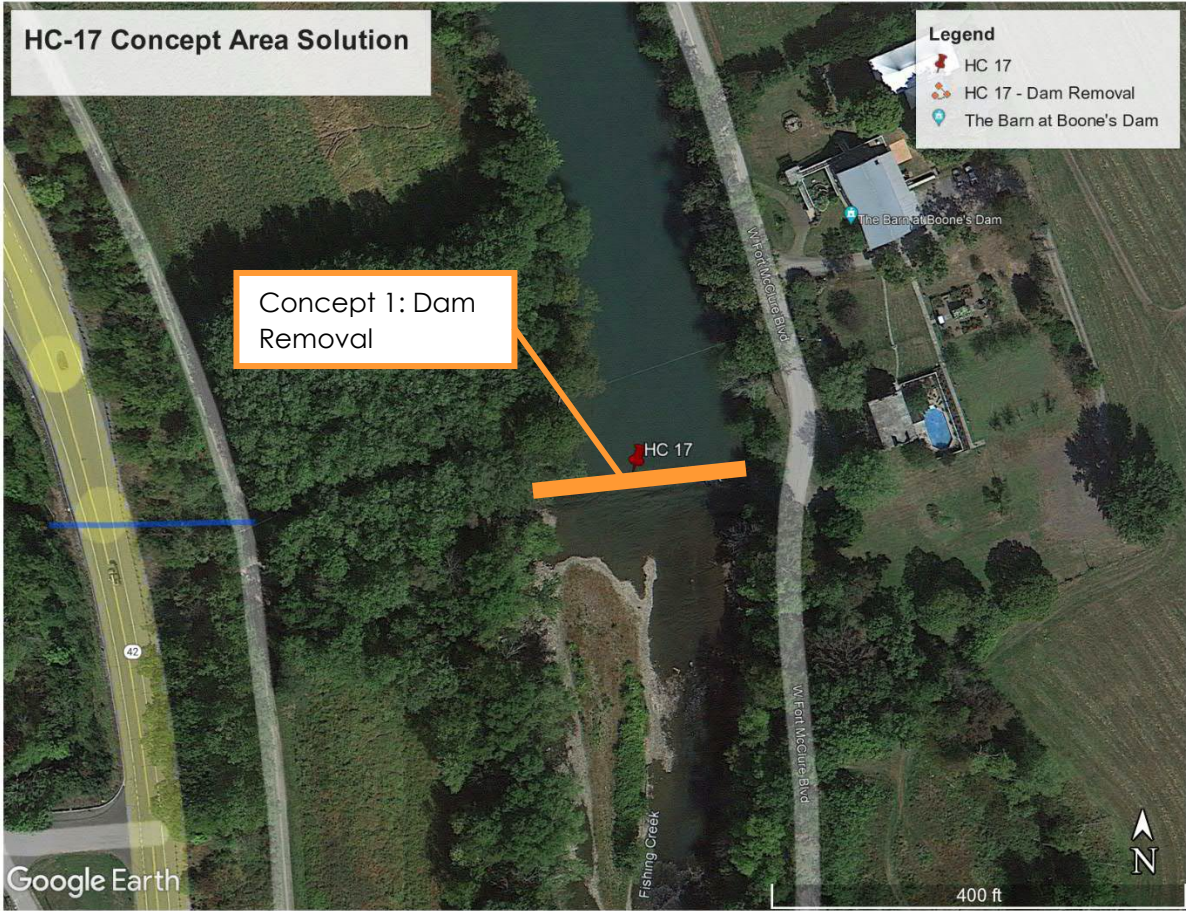 HC-17 Concept Area Solution
Legend
HC 17
HC 17 - Dam Removal
The Barn at Boone's Dam
The Barn at Boone's Dam
W Fort McClure Blvd
Concept 1: Dam
Removal
HC 17
42
W Fort McClure Blvd
Fishing Creek
N
Google Earth
400 ft